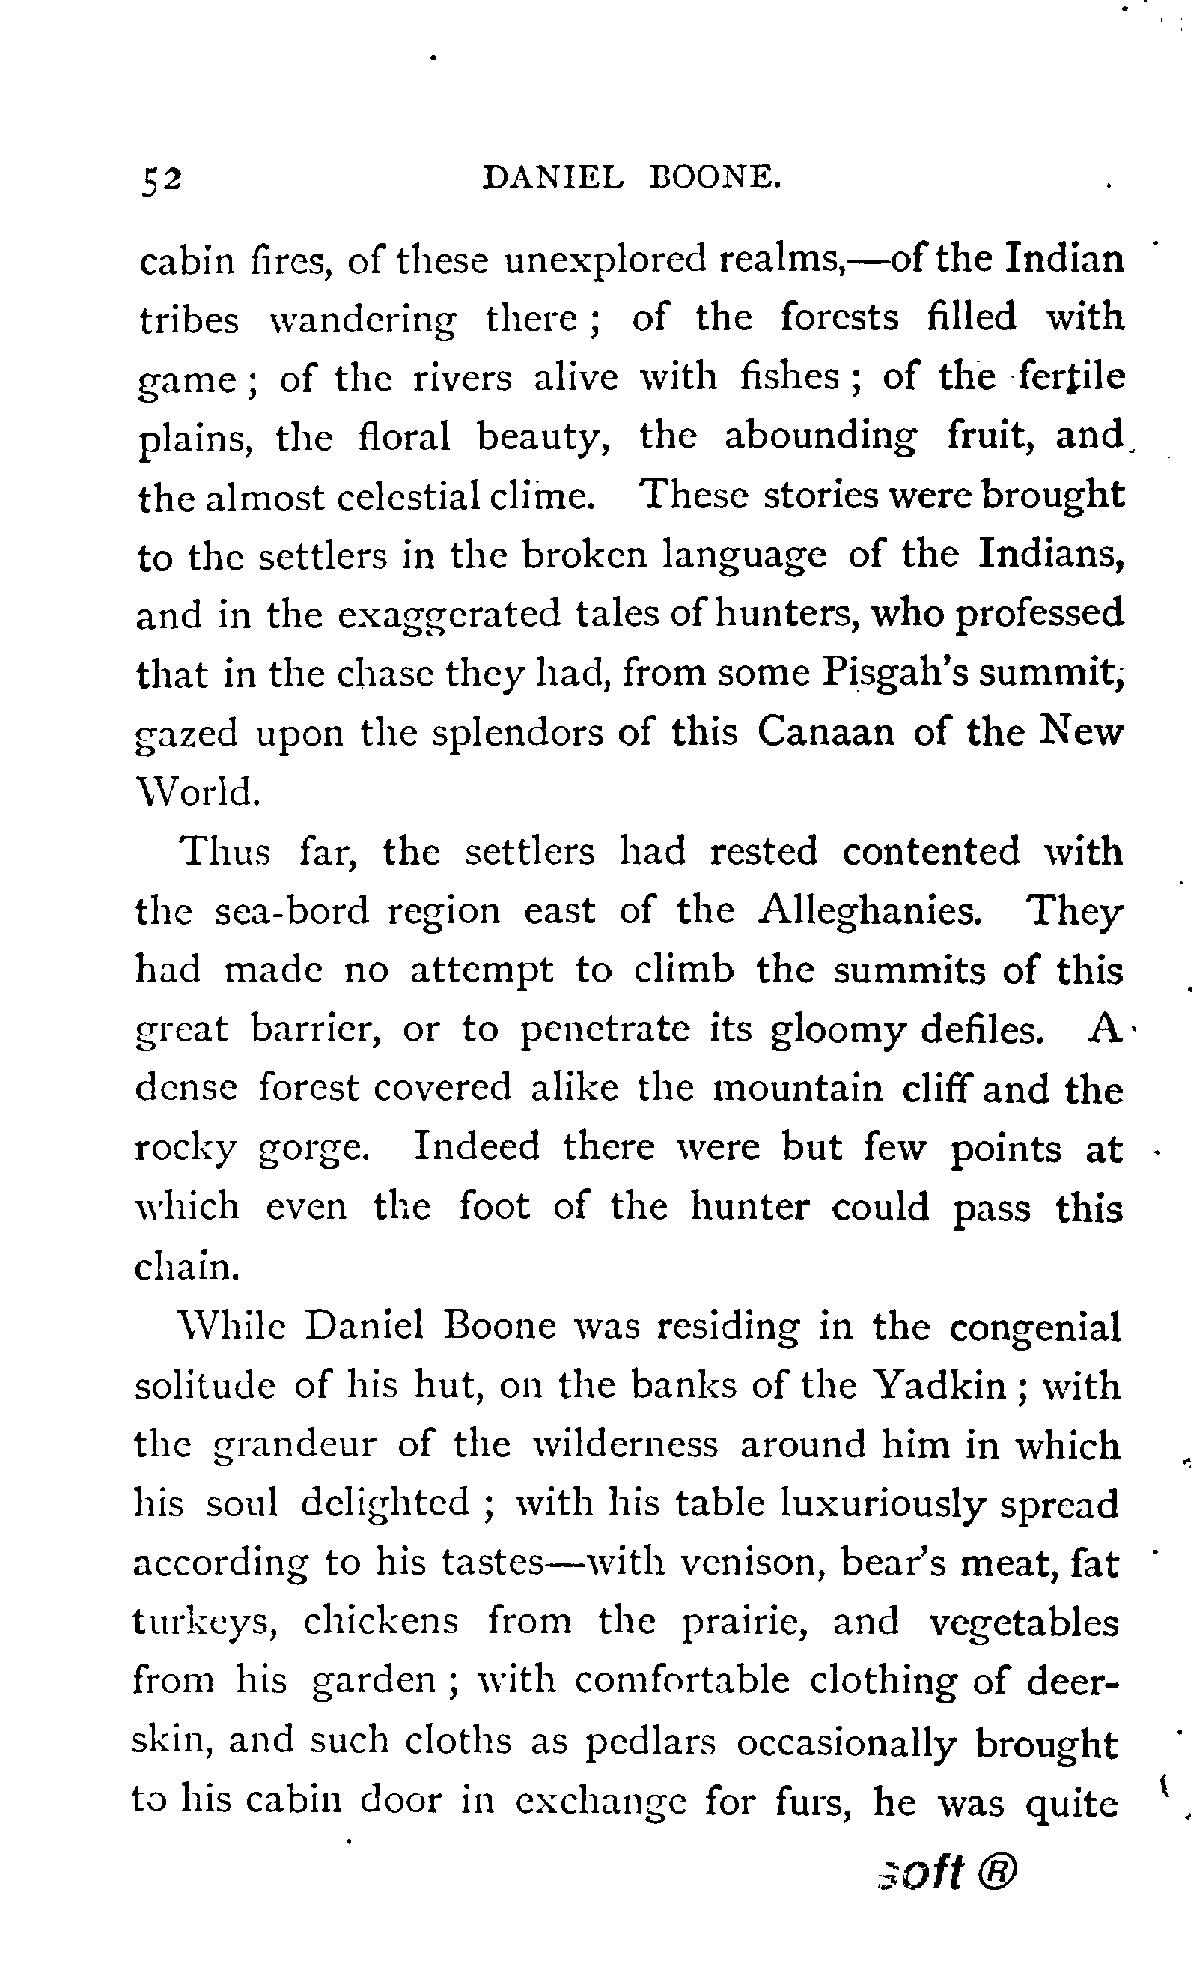 52 DANIEL BOONE.
cabin fires, of these unexplored realms,—of the Indian
tribes wandering there ; of the forests filled with
game ; of the rivers alive with fishes ; of the fertile
plains, the floral beauty, the abounding fruit, and
the almost celestial clime. These stories were brought
to the settlers in the broken language of the Indians,
and in the exaggerated tales of hunters, who professed
that in the chase they had, from some Pisgah's summit,
gazed upon the splendors of this Canaan of the New
World.
Thus far, the settlers had rested contented with
the sea-bord region east of the Alleghanies. They
had made no attempt to climb the summits of this
great barrier, or to penetrate its gloomy defiles. A
dense forest covered alike the mountain cliff and the
rocky gorge. Indeed there were but few points at
which even the foot of the hunter could pass this
chain.
While Daniel Boone was residing in the congenial
solitude of his hut, on the banks of the Yadkin ; with
the grandeur of the wilderness around him in which
his soul delighted ; with his table luxuriously spread
according to his tastes—with venison, bear's meat, fat
turkeys, chickens from the prairie, and vegetables
from his garden ; with comfortable clothing of deer-
skin, and such cloths as pedlars occasionally brought
to his cabin door in exchange for furs, he was quite
soft ®